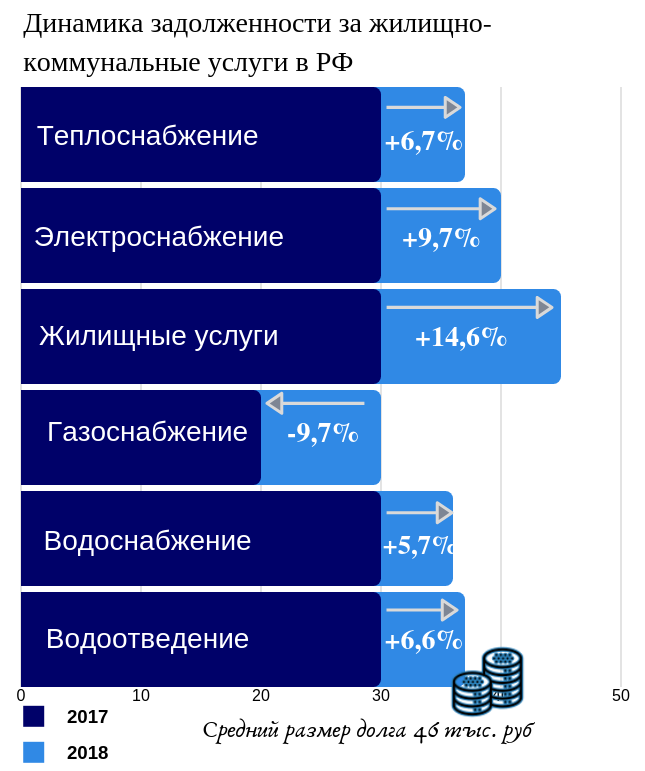 Динамика задолженности за жилищно-
коммунальные услуги в РФ
Теплоснабжение
+6,7%
Электроснабжение
+9,7%
Жилищные услуги
+14,6%
Газоснабжение
-9,7%
Водоснабжение
+5,7%
Водоотведение
+6,6%
0 10 20 30 40 50
2017
Средний размер долга 46 тыс. руб
2018